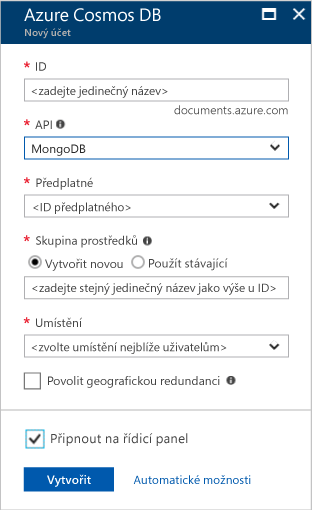 Azure Cosmos DB
Nový účet
* ID
<zadejte jedinečný název>
documents.azure.com
* API
MongoDB
* Předplatné
<ID předplatného>
* Skupina prostředků
Vytvořit novou Použít stávající
<zadejte stejný jedinečný název jako výše u ID>
* Umístění
<zvolte umístění nejblíže uživatelům>
Povolit geografickou redundanci
Připnout na řídicí panel
Vytvořit Automatické možnosti